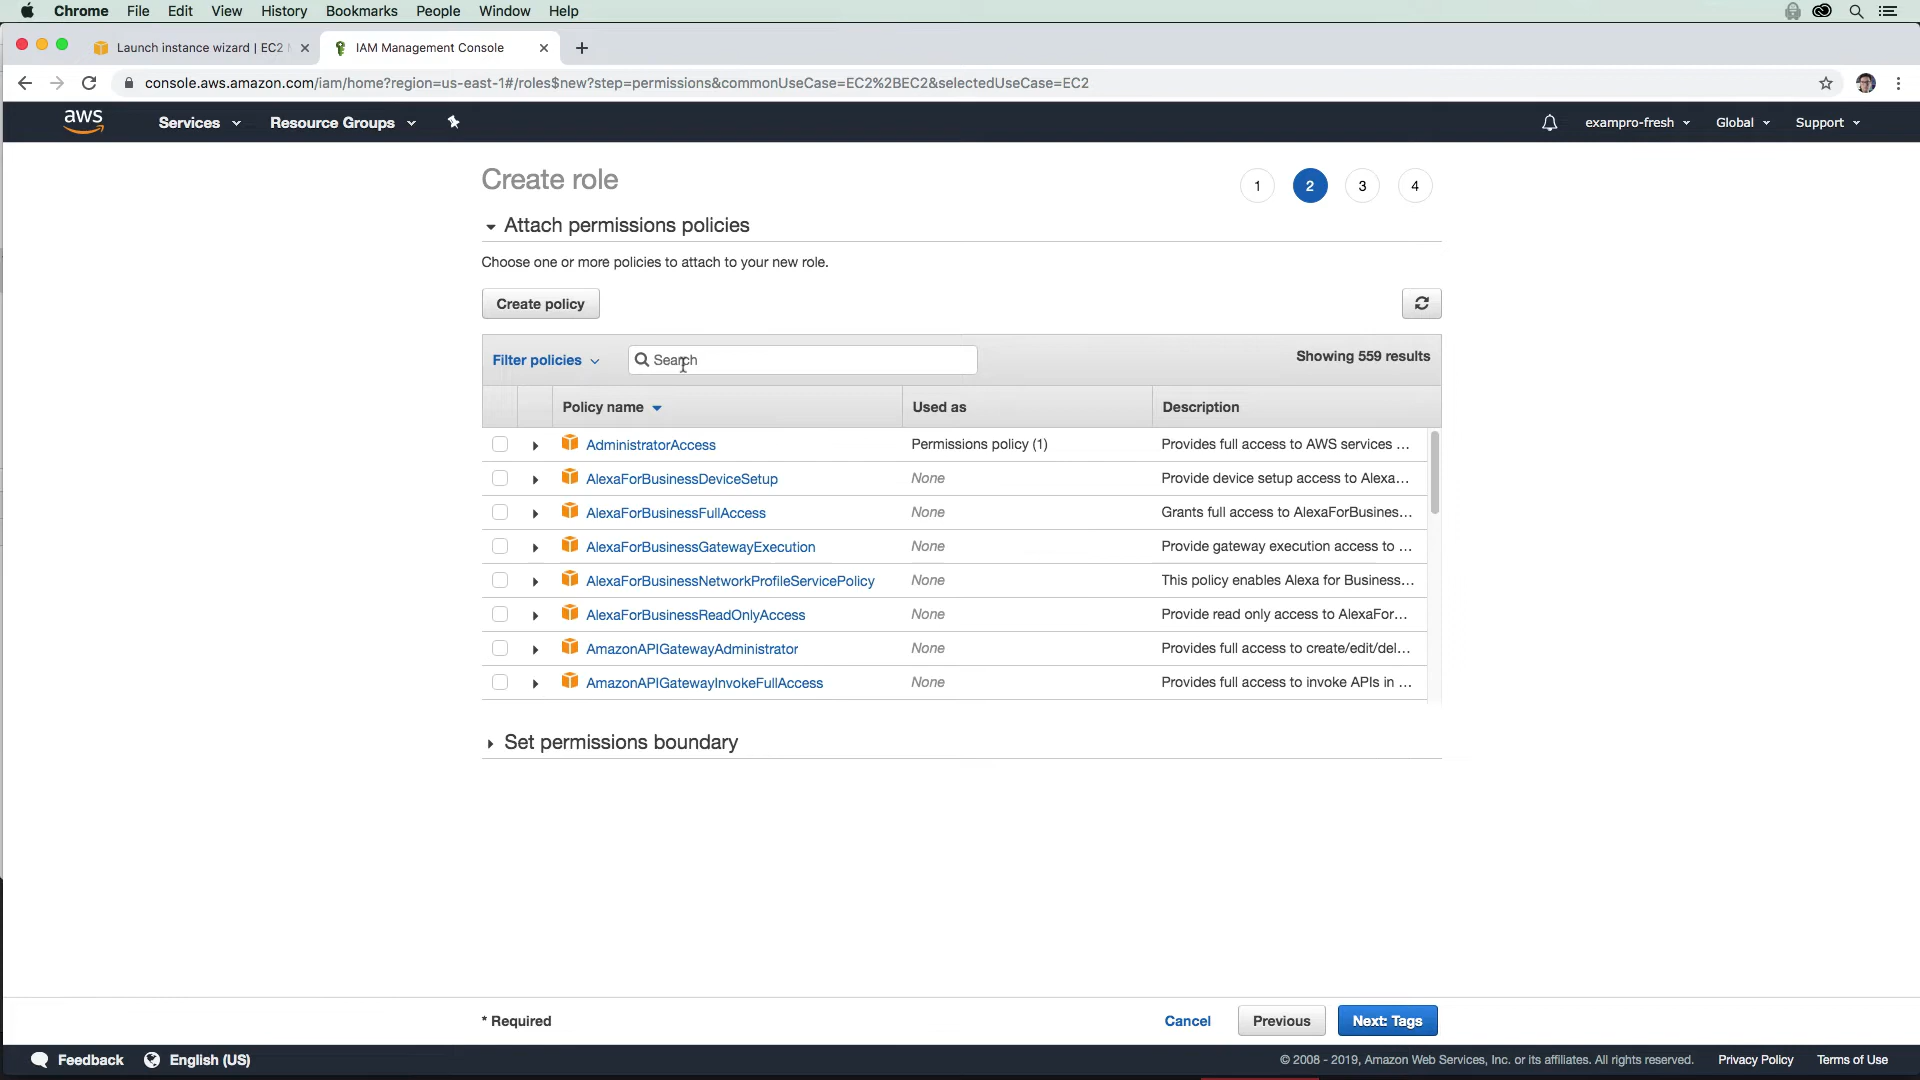 Chrome File Edit View History Bookmarks People Window Help
Launch instance wizard | EC2 IAM Management Console
console.aws.amazon.com/iam/home?region=us-east-1#/roles$new?step=permissions&commonUseCase=EC2%2BEC2&selectedUseCase=EC2
aws Services Resource Groups exampro-fresh Global Support
Create role 1 2 3 4
Attach permissions policies
Choose one or more policies to attach to your new role.
Create policy
Filter policies Search Showing 559 results
Policy name Used as Description
AdministratorAccess Permissions policy (1) Provides full access to AWS services ...
AlexaForBusinessDeviceSetup None Provide device setup access to Alexa...
AlexaForBusinessFullAccess None Grants full access to AlexaForBusines...
AlexaForBusinessGatewayExecution None Provide gateway execution access to ...
AlexaForBusinessNetworkProfileServicePolicy None This policy enables Alexa for Business...
AlexaForBusinessReadOnlyAccess None Provide read only access to AlexaFor...
AmazonAPIGatewayAdministrator None Provides full access to create/edit/del...
AmazonAPIGatewayInvokeFullAccess None Provides full access to invoke APIs in ...
Set permissions boundary
* Required Cancel Previous Next: Tags
Feedback English (US) © 2008 - 2019, Amazon Web Services, Inc. or its affiliates. All rights reserved. Privacy Policy Terms of Use